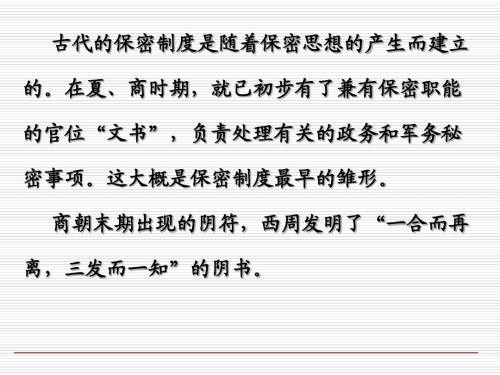 古代的保密制度是随着保密思想的产生而建立
的。在夏、商时期，就已初步有了兼有保密职能
的官位“文书”，负责处理有关的政务和军务秘
密事项。这大概是保密制度最早的雏形。
商朝末期出现的阴符，西周发明了“一合而再
离，三发而一知”的阴书。